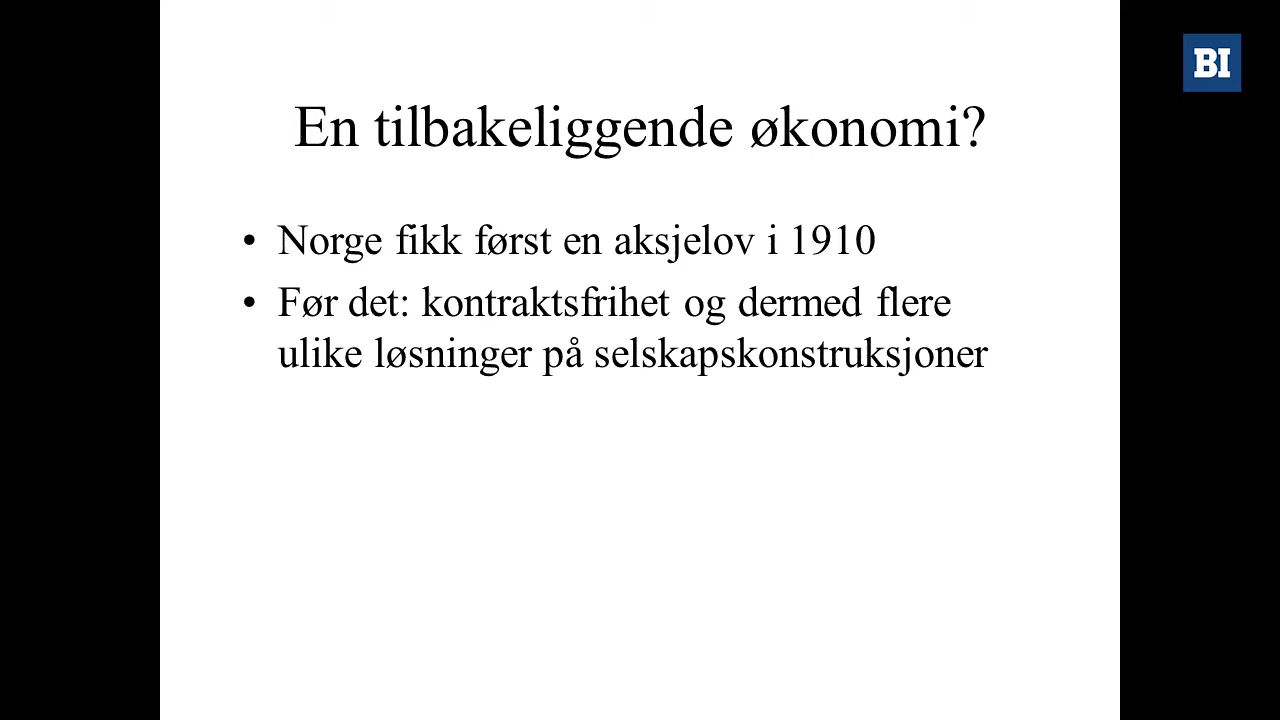 BI
En tilbakeliggende økonomi?
• Norge fikk først en aksjelov i 1910
• Før det: kontraktsfrihet og dermed flere
ulike løsninger på selskapskonstruksjoner